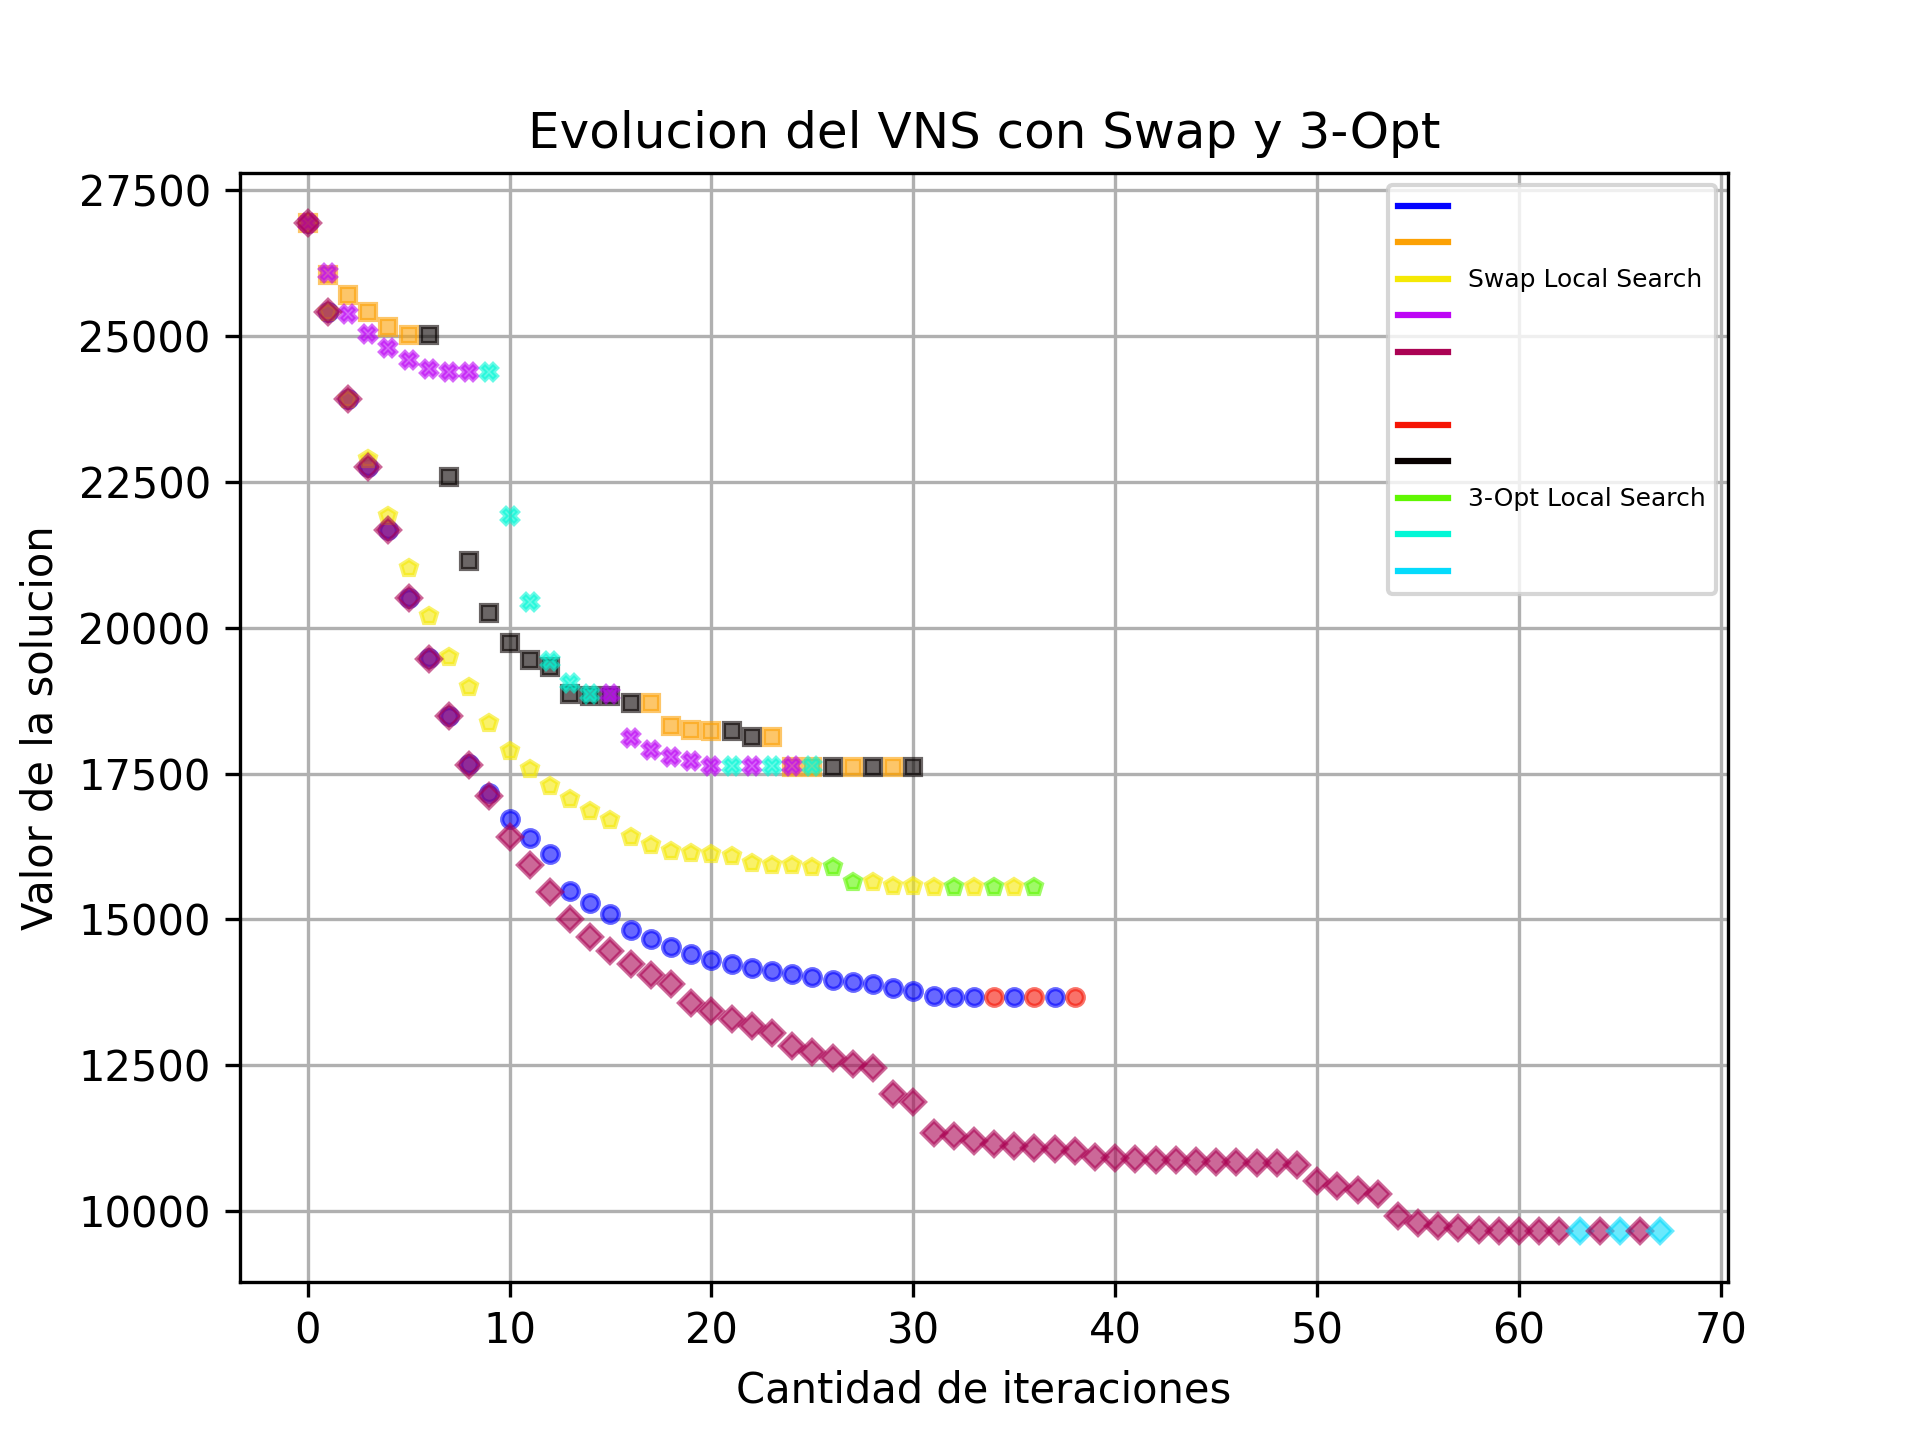 Evolucion del VNS con Swap y 3-Opt
27500
25000
22500
20000
17500
15000
12500
10000
Valor de la solucion
Swap Local Search
3-Opt Local Search
0 10 20 30 40 50 60 70
Cantidad de iteraciones